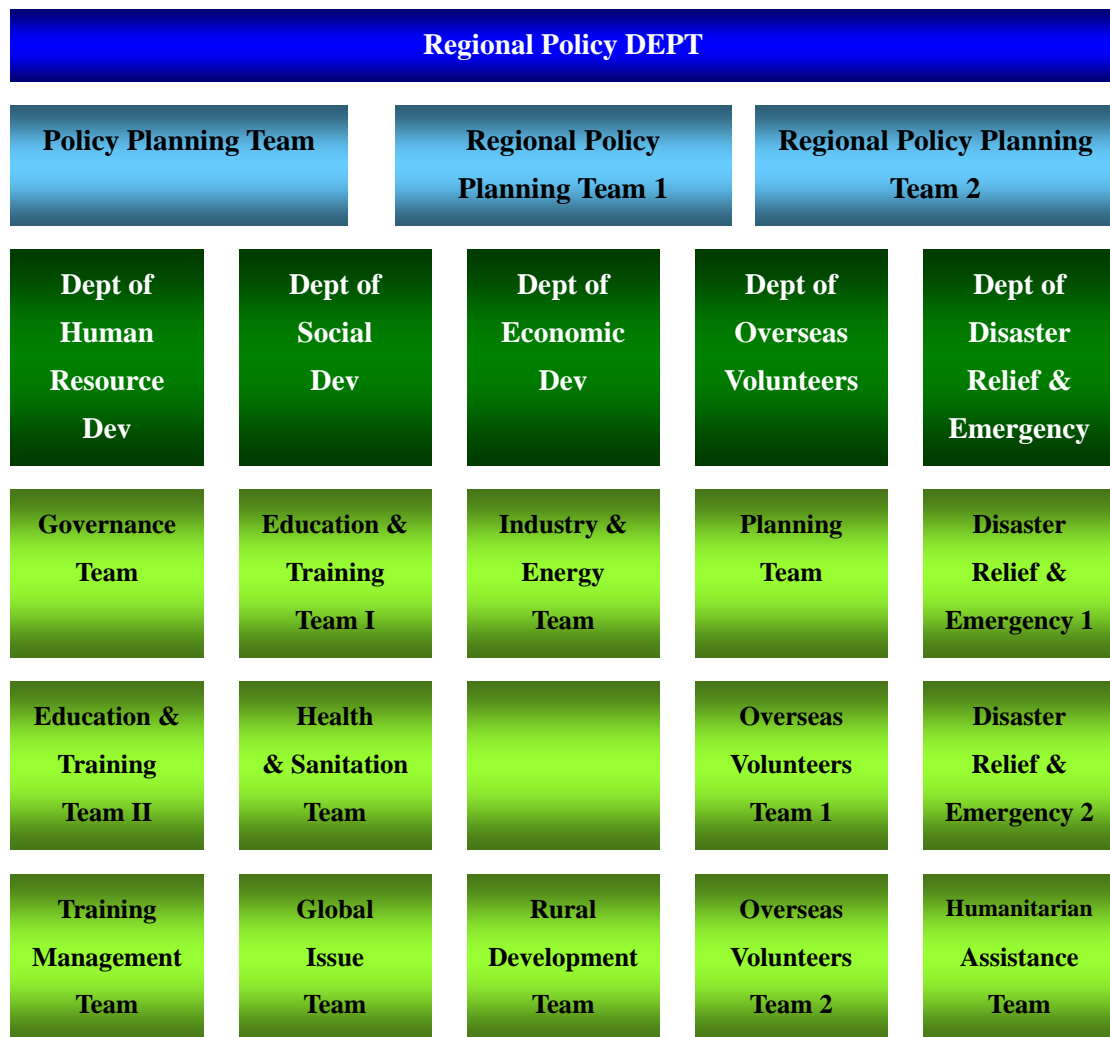 Regional Policy DEPT
Policy Planning Team
Regional Policy
Planning Team 1
Regional Policy Planning
Team 2
Dept of
Human
Resource
Dev
Dept of
Social
Dev
Dept of
Economic
Dev
Dept of
Overseas
Volunteers
Dept of
Disaster
Relief &
Emergency
Governance
Team
Education &
Training
Team I
Industry &
Energy
Team
Planning
Team
Disaster
Relief &
Emergency 1
Education &
Training
Team II
Health
& Sanitation
Team
Overseas
Volunteers
Team 1
Disaster
Relief &
Emergency 2
Training
Management
Team
Global
Issue
Team
Rural
Development
Team
Overseas
Volunteers
Team 2
Humanitarian
Assistance
Team